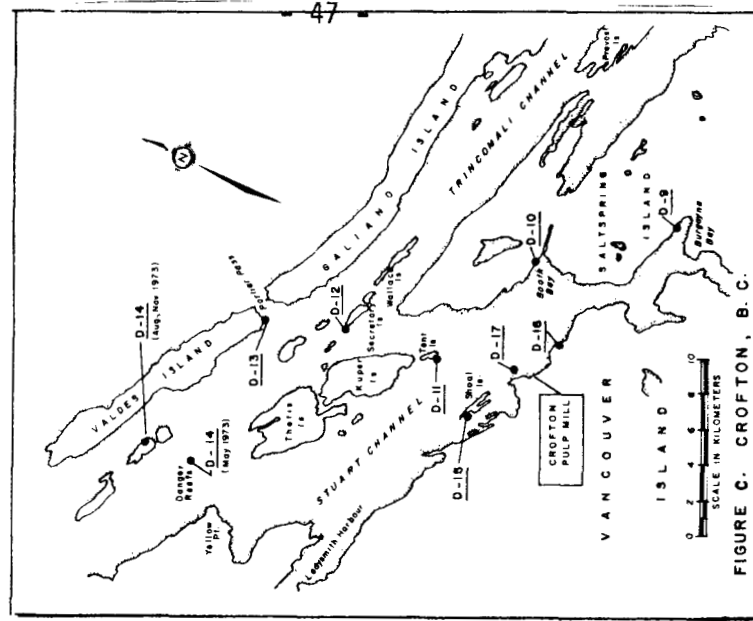 - 47 -
N
VALDES ISLAND
D-14
(Aug, Nov 1973)
Porlier Pass
GALIANO ISLAND
TRINCOMALI CHANNEL
Prevost
Is
D-13
D-12
Secretary
Is
Wallace
Is
Danger
Reefs
D-14
(May 1973)
Yellow Pt.
Thetis
Is
Kuper
Is
Tent
Is
D-11
STUART CHANNEL
Ladysmith Harbour
Shoal
Is
D-15
D-17
D-16
D-10
Booth
Bay
SALTSPRING
ISLAND
D-9
Burgoyne
Bay
CROFTON
PULP MILL
VANCOUVER
ISLAND
0 2 4 6 8 10
SCALE IN KILOMETERS
FIGURE C. CROFTON, B.C.